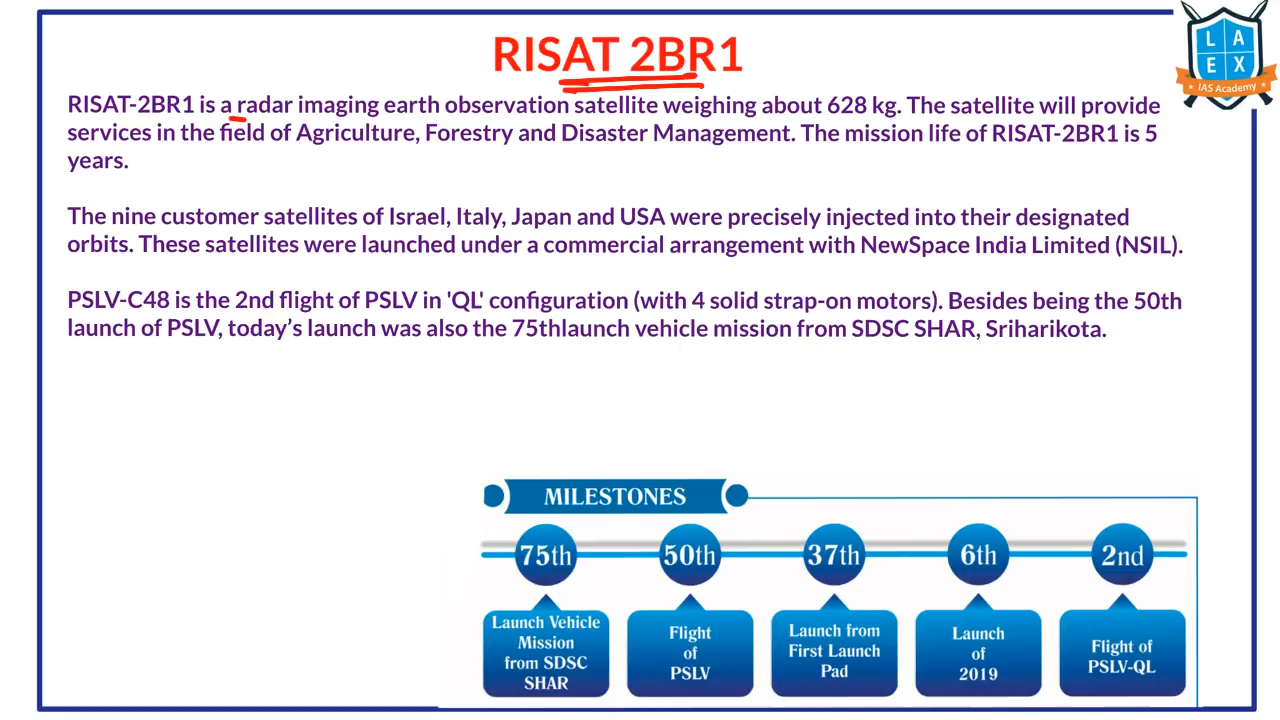 RISAT 2BR1
L A
E X
IAS Academy
RISAT-2BR1 is a radar imaging earth observation satellite weighing about 628 kg. The satellite will provide
services in the field of Agriculture, Forestry and Disaster Management. The mission life of RISAT-2BR1 is 5
years.
The nine customer satellites of Israel, Italy, Japan and USA were precisely injected into their designated
orbits. These satellites were launched under a commercial arrangement with NewSpace India Limited (NSIL).
PSLV-C48 is the 2nd flight of PSLV in 'QL' configuration (with 4 solid strap-on motors). Besides being the 50th
launch of PSLV, today’s launch was also the 75thlaunch vehicle mission from SDSC SHAR, Sriharikota.
MILESTONES
75th
Launch Vehicle
Mission
from SDSC
SHAR
50th
Flight
of
PSLV
37th
Launch from
First Launch
Pad
6th
Launch
of
2019
2nd
Flight of
PSLV-QL